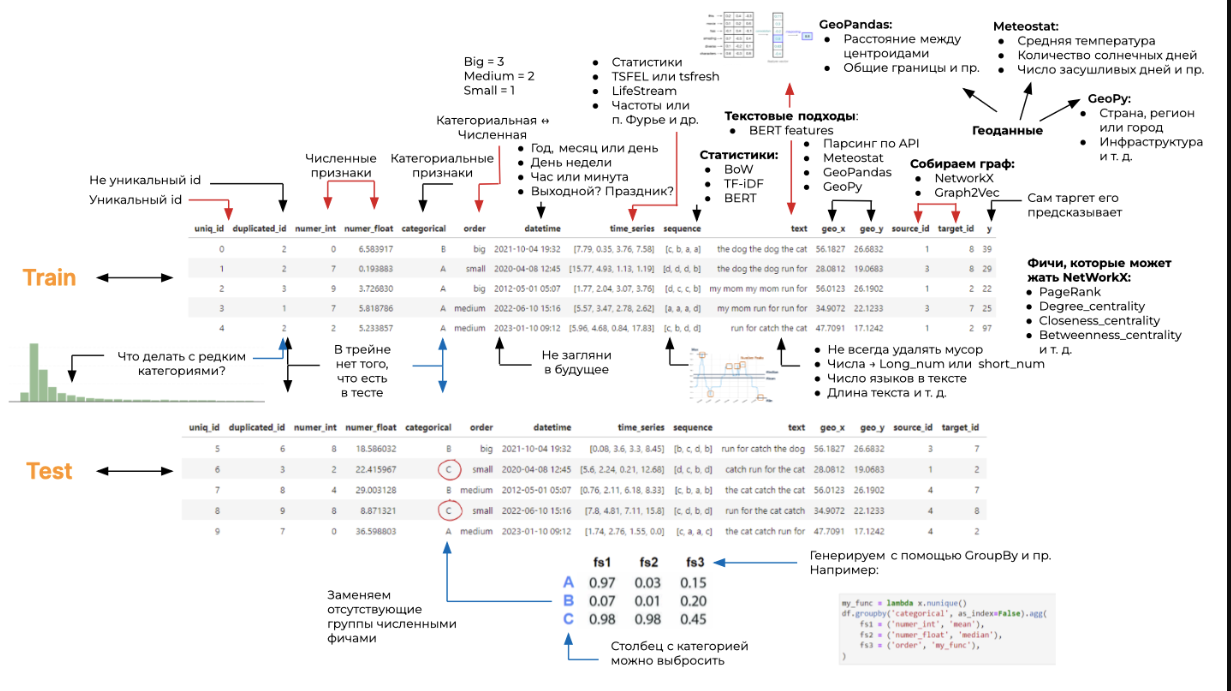 GeoPandas:
● Расстояние между
центроидами
● Общие границы и пр.
Meteostat:
● Средняя температура
● Количество солнечных дней
● Число засушливых дней и пр.
GeoPy:
● Страна, регион
или город
● Инфраструктура
и т. д.
Геоданные
Big = 3
Medium = 2
Small = 1
● Статистики
● TSFEL или tsfresh
● LifeStream
● Частоты или
п. Фурье и др.
Категориальная ↔
Численная
Текстовые подходы:
● BERT features
● Парсинг по API
● Meteostat
● GeoPandas
● GeoPy
● Год, месяц или день
● День недели
● Час или минута
● Выходной? Праздник?
Статистики:
● BoW
● TF-iDF
● BERT
Собираем граф:
● NetworkX
● Graph2Vec
Численные
признаки
Категориальные
признаки
Не уникальный id
Уникальный id
Сам таргет его
предсказывает
uniq_id duplicated_id numer_int numer_float categorical order datetime time_series sequence text geo_x geo_y source_id target_id y
0 2 0 6.583917 B big 2021-10-04 19:32 [7.79, 0.35, 3.76, 7.58] [c, b, a, a] the dog the dog the cat 56.1827 26.6832 1 8 39
1 2 7 0.193883 A small 2020-04-08 12:45 [15.77, 4.93, 1.13, 1.19] [d, d, d, b] the dog the dog run for 28.0812 19.0683 3 8 29
2 3 9 3.726830 A big 2012-05-01 05:07 [1.77, 2.04, 3.07, 3.76] [d, c, c, b] my mom my mom run for 56.0123 26.1902 1 2 22
3 1 7 5.818786 A medium 2022-06-10 15:16 [5.57, 3.47, 2.78, 2.62] [a, a, a, d] my mom run for run for 34.9072 22.1233 3 7 25
4 2 2 5.233857 A medium 2023-01-10 09:12 [5.96, 4.68, 0.84, 17.83] [c, b, d, d] run for catch the cat 47.7091 17.1242 1 2 97
Train
Фичи, которые может
жать NetWorkX:
● PageRank
● Degree_centrality
● Closeness_centrality
● Betweenness_centrality
и т. д.
Что делать с редким
категориями?
В трейне
нет того,
что есть
в тесте
Не загляни
в будущее
● Не всегда удалять мусор
● Числа → Long_num или short_num
● Число языков в тексте
● Длина текста и т. д.
uniq_id duplicated_id numer_int numer_float categorical order datetime time_series sequence text geo_x geo_y source_id target_id
5 6 8 18.586032 B big 2021-10-04 19:32 [0.08, 3.6, 3.3, 8.45] [b, c, d, b] run for catch the dog 56.1827 26.6832 3 7
6 3 2 22.415967 C small 2020-04-08 12:45 [5.6, 2.24, 0.21, 12.68] [d, c, b, d] catch run for the cat 28.0812 19.0683 1 2
7 8 4 29.003128 B medium 2012-05-01 05:07 [0.76, 2.11, 6.18, 8.33] [c, b, a, b] the cat catch the cat 56.0123 26.1902 4 7
8 9 8 8.871321 C small 2022-06-10 15:16 [7.8, 4.81, 7.11, 15.8] [c, d, b, d] run for the cat catch 34.9072 22.1233 4 8
9 7 0 36.598803 A medium 2023-01-10 09:12 [1.74, 2.76, 1.55, 0.0] [c, a, a, c] the cat catch run for 47.7091 17.1242 4 2
Test
fs1 fs2 fs3
A 0.97 0.03 0.15
B 0.07 0.01 0.20
C 0.98 0.98 0.45
Генерируем с помощью GroupBy и пр.
Например:
Заменяем
отсутствующие
группы численными
фичами
Столбец с категорией
можно выбросить
my_func = lambda x.nunique()
df.groupby('categorical', as_index=False).agg(
fs1 = ('numer_int', 'mean'),
fs2 = ('numer_float', 'median'),
fs3 = ('order', 'my_func'),
)